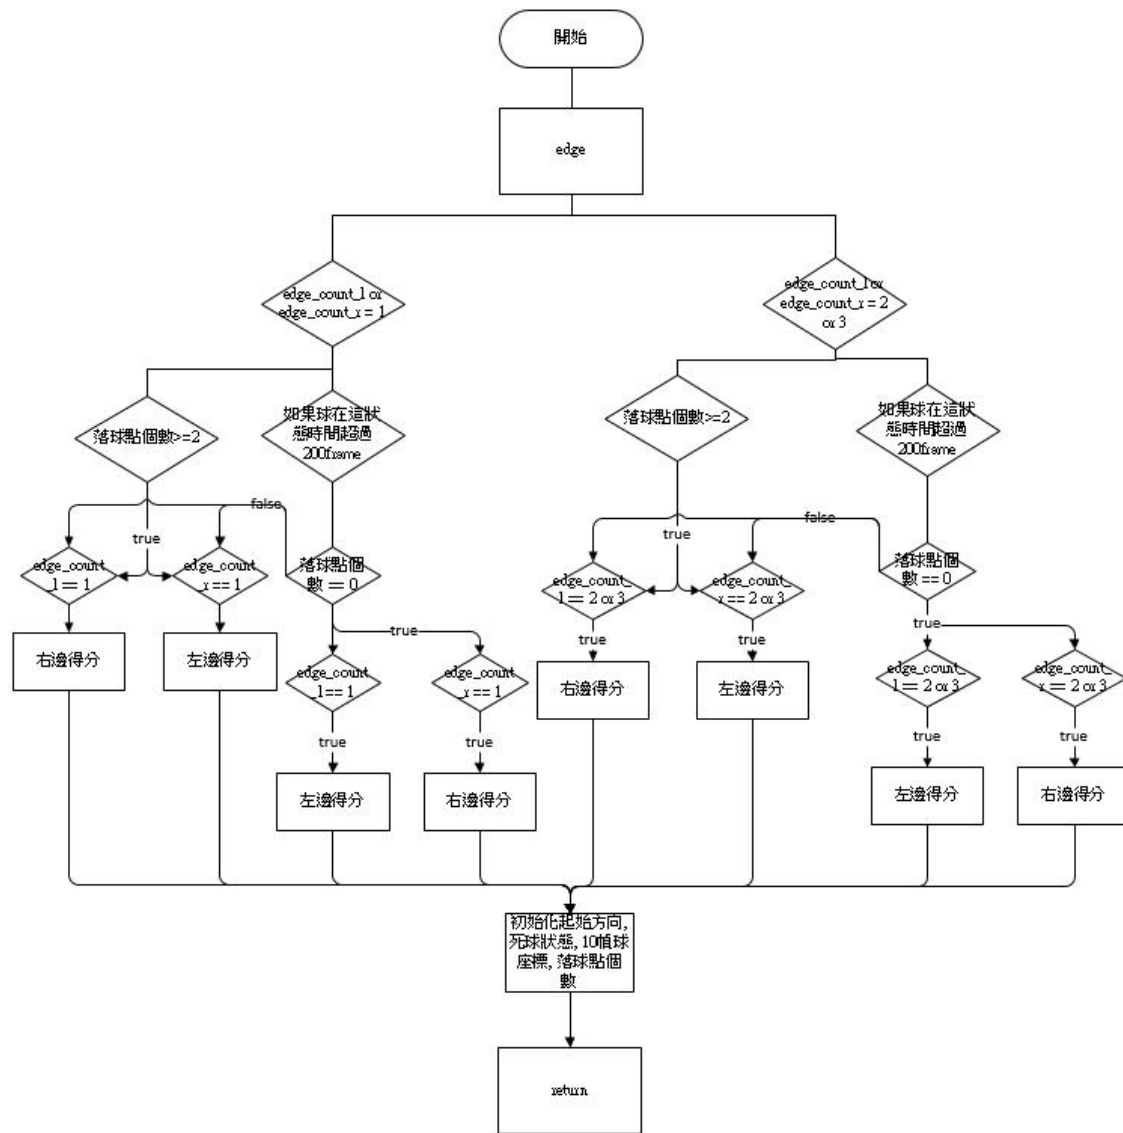 開始
edge
edge_count_l or
edge_count_r = 1
edge_count_l or
edge_count_r = 2
or 3
落球點個數>=2
如果球在這狀
態時間超過
200frame
落球點個數>=2
如果球在這狀
態時間超過
200frame
false
true
edge_count
_l == 1
edge_count
_r == 1
落球點個
數 == 0
false
true
edge_count_
l == 2 or 3
edge_count_
r == 2 or 3
落球點個
數 == 0
右邊得分
左邊得分
true
edge_count
_l == 1
edge_count
_r == 1
true
true
右邊得分
左邊得分
true
edge_count_
l == 2 or 3
edge_count_
r == 2 or 3
true
true
左邊得分
右邊得分
true
true
左邊得分
右邊得分
初始化起始方向,
死球狀態, 10幀球
座標, 落球點個
數
return